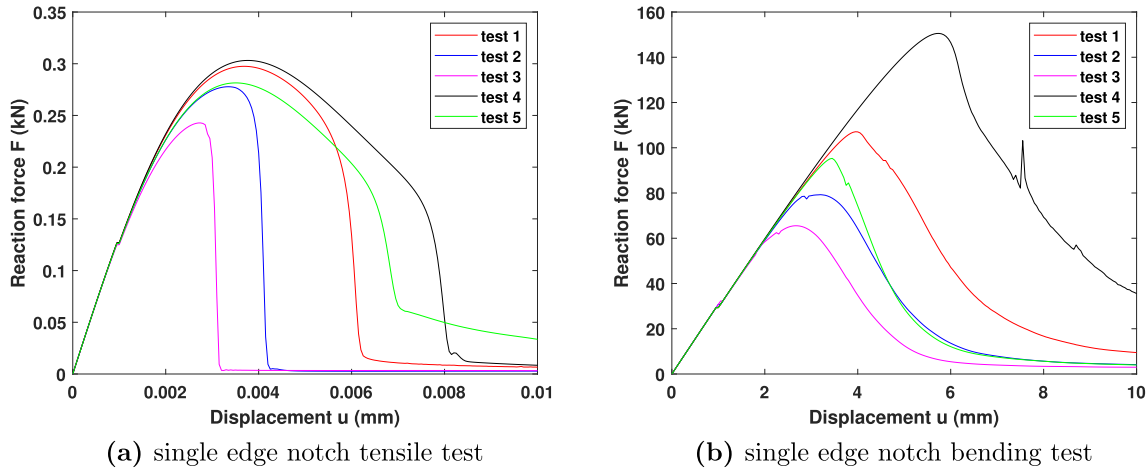 0.35
0.3
0.25
0.2
0.15
0.1
0.05
0
Reaction force F (kN)
0 0.002 0.004 0.006 0.008 0.01
Displacement u (mm)
test 1
test 2
test 3
test 4
test 5
(a) single edge notch tensile test
160
140
120
100
80
60
40
20
0
Reaction force F (kN)
0 2 4 6 8 10
Displacement u (mm)
test 1
test 2
test 3
test 4
test 5
(b) single edge notch bending test